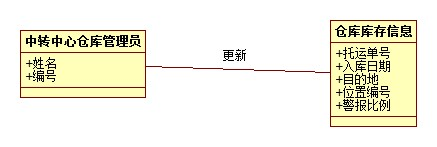 中转中心仓库管理员
+姓名
+编号
更新
仓库库存信息
+托运单号
+入库日期
+目的地
+位置编号
+警报比例